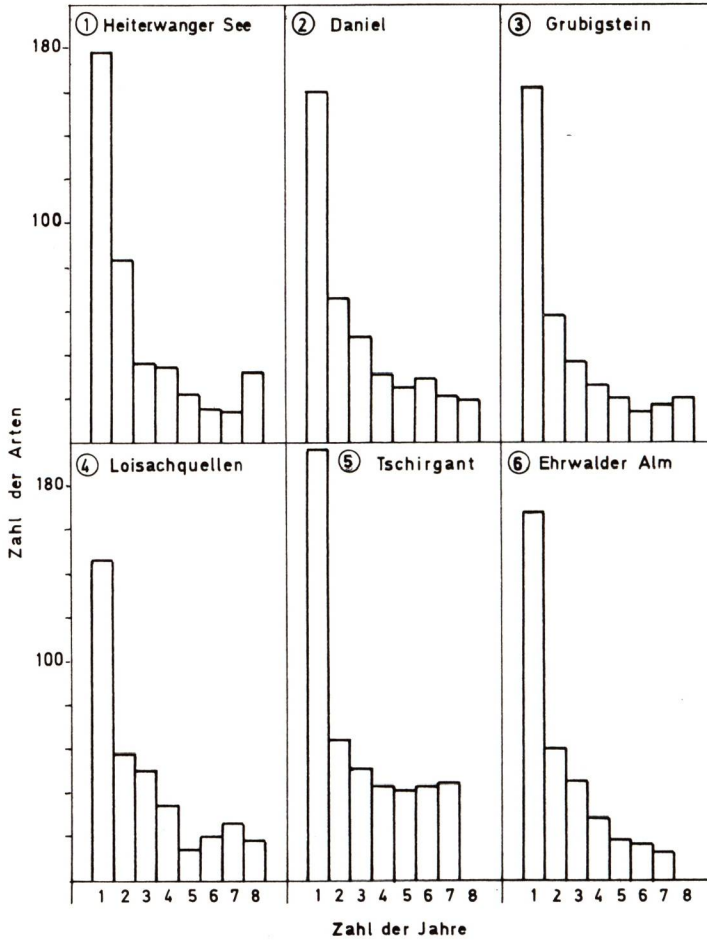 ① Heiterwanger See
② Daniel
③ Grubigstein
180
100
④ Loisachquellen
⑤ Tschirgant
⑥ Ehrwalder Alm
180
100
Zahl der Arten
1 2 3 4 5 6 7 8
1 2 3 4 5 6 7 8
1 2 3 4 5 6 7 8
Zahl der Jahre